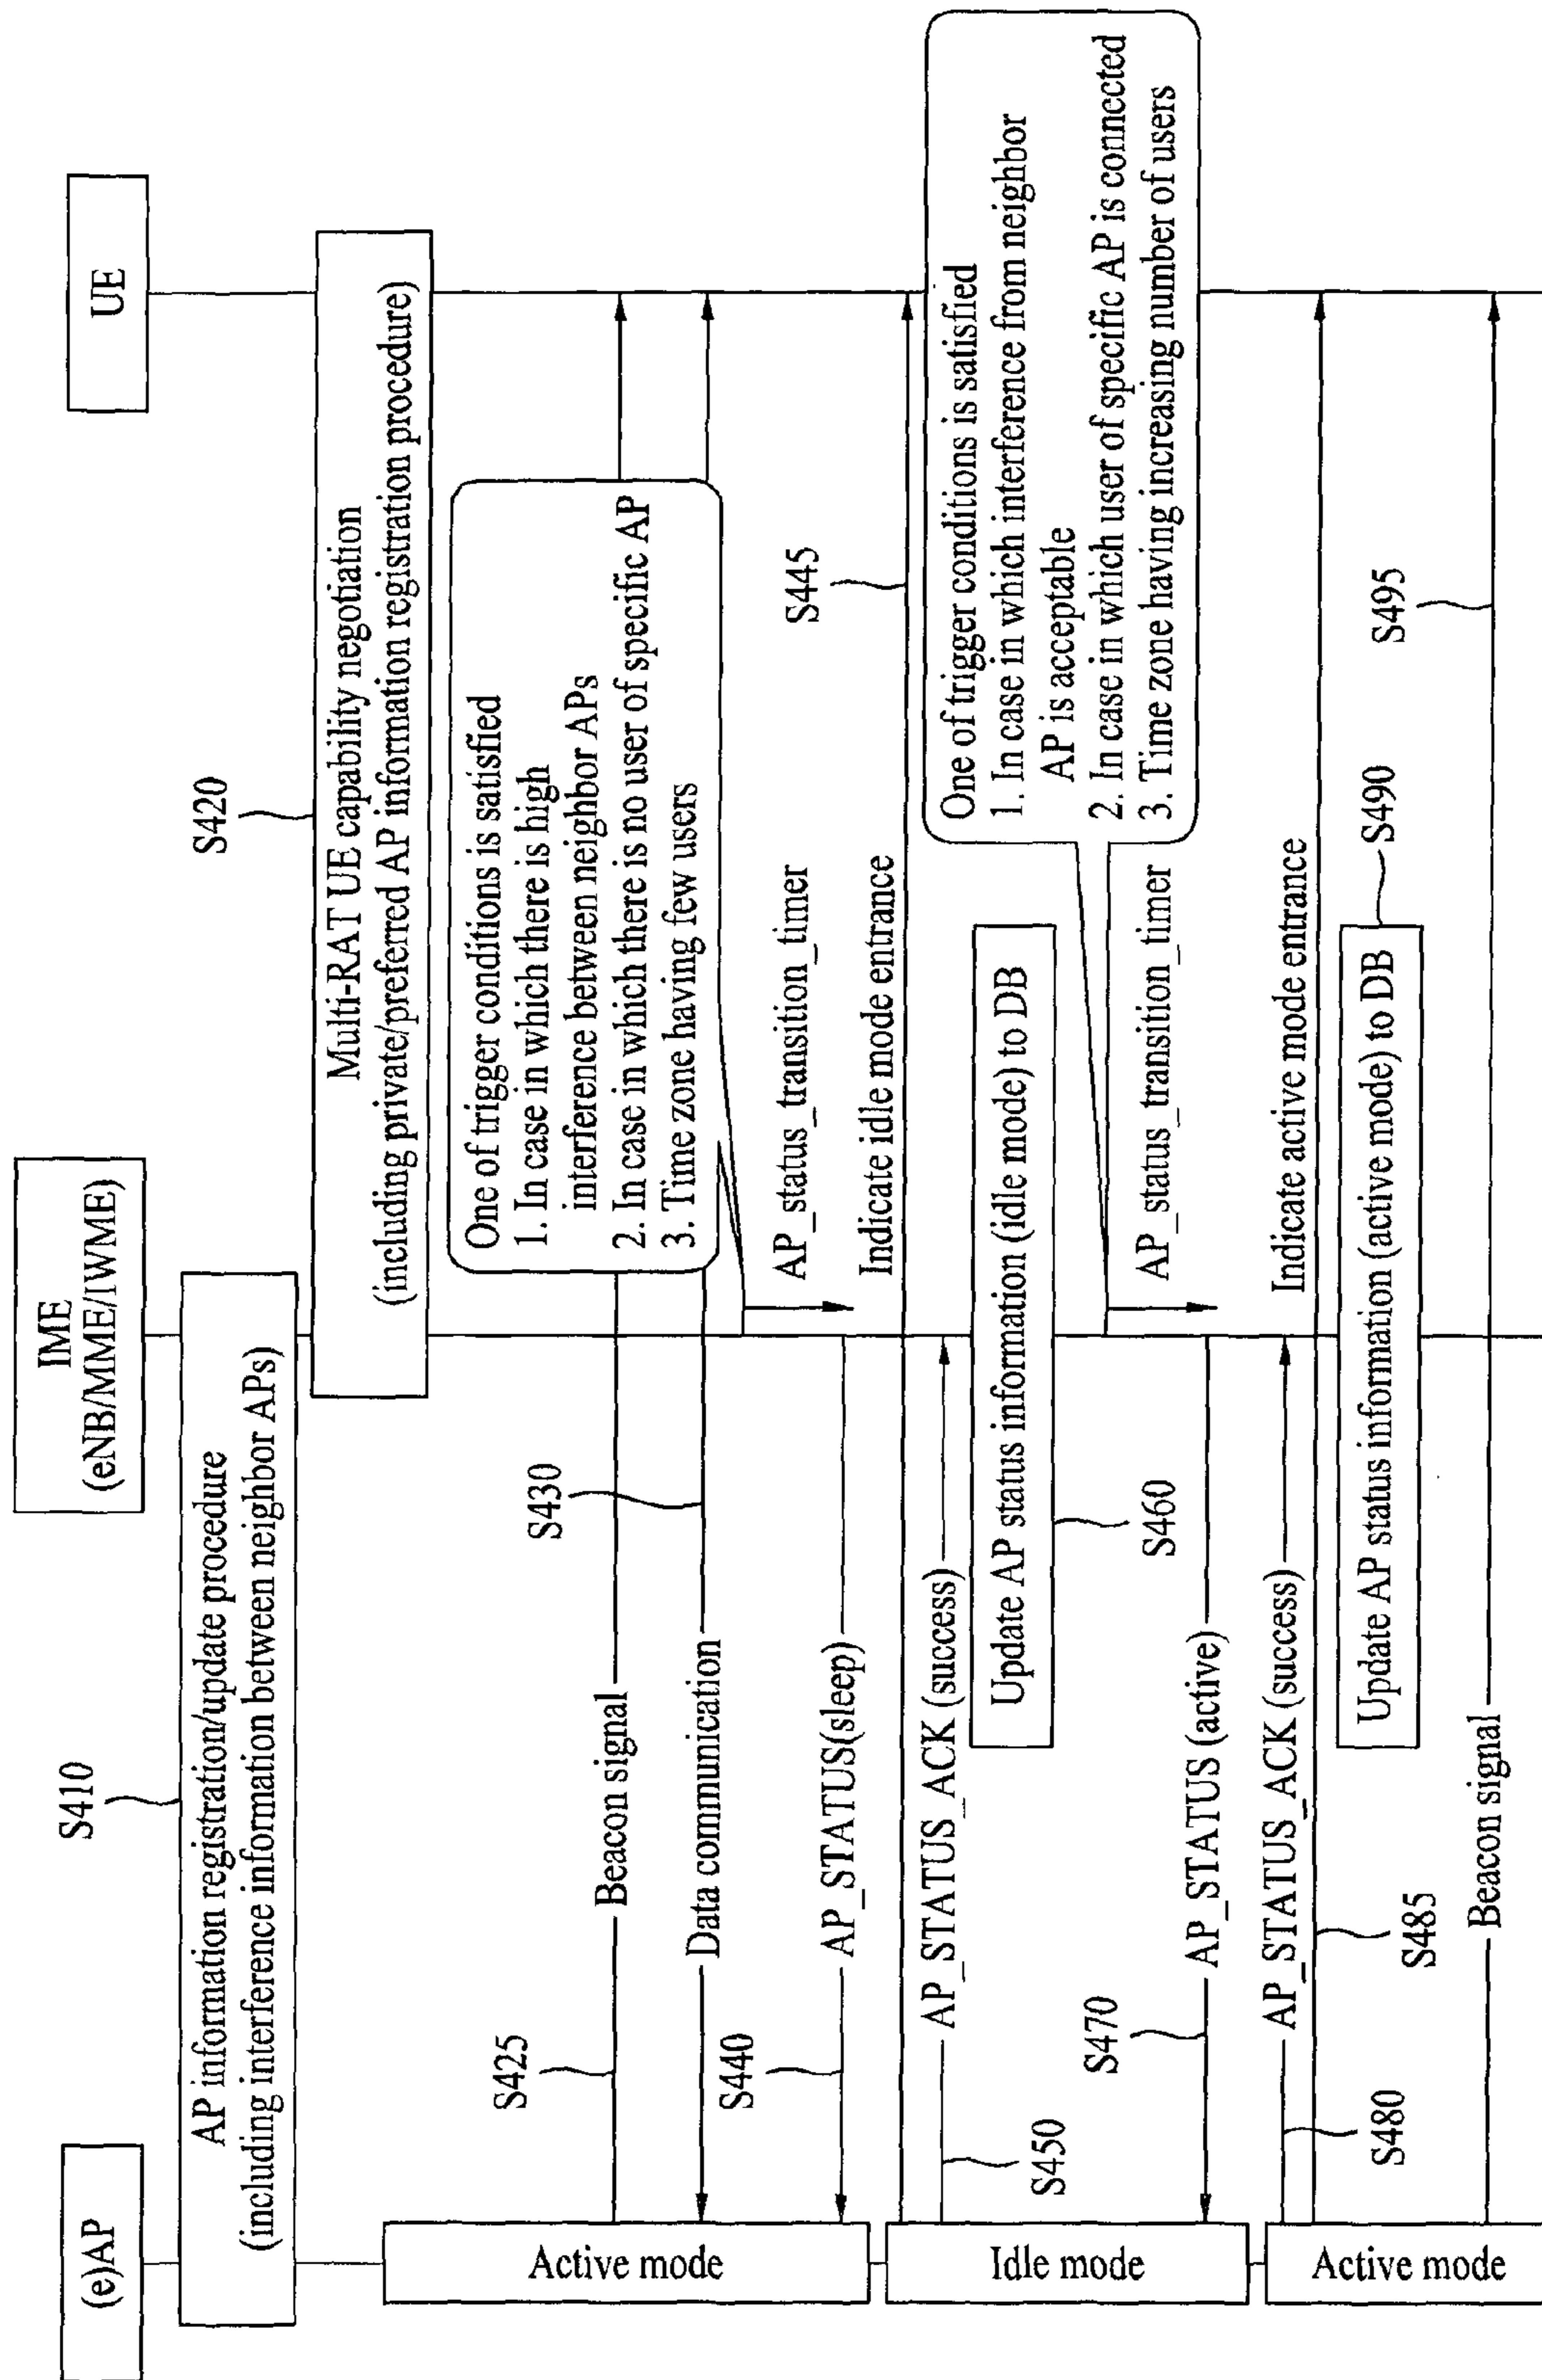 (e)AP
IME
(eNB/MME/IWME)
UE
S410
AP information registration/update procedure
(including interference information between neighbor APs)
S420
Multi-RAT UE capability negotiation
(including private/preferred AP information registration procedure)
Active mode
S425
Beacon signal
S430
Data communication
One of trigger conditions is satisfied
1. In case in which there is high
interference between neighbor APs
2. In case in which there is no user of specific AP
3. Time zone having few users
S440
AP_STATUS(sleep)
AP_status_transition_timer
S445
Indicate idle mode entrance
Idle mode
S450
AP_STATUS_ACK (success)
Update AP status information (idle mode) to DB
S460
One of trigger conditions is satisfied
1. In case in which interference from neighbor
AP is acceptable
2. In case in which user of specific AP is connected
3. Time zone having increasing number of users
S470
AP_STATUS (active)
AP_status_transition_timer
Active mode
S480
AP_STATUS_ACK (success)
Indicate active mode entrance
S485
Update AP status information (active mode) to DB
S490
Beacon signal
S495